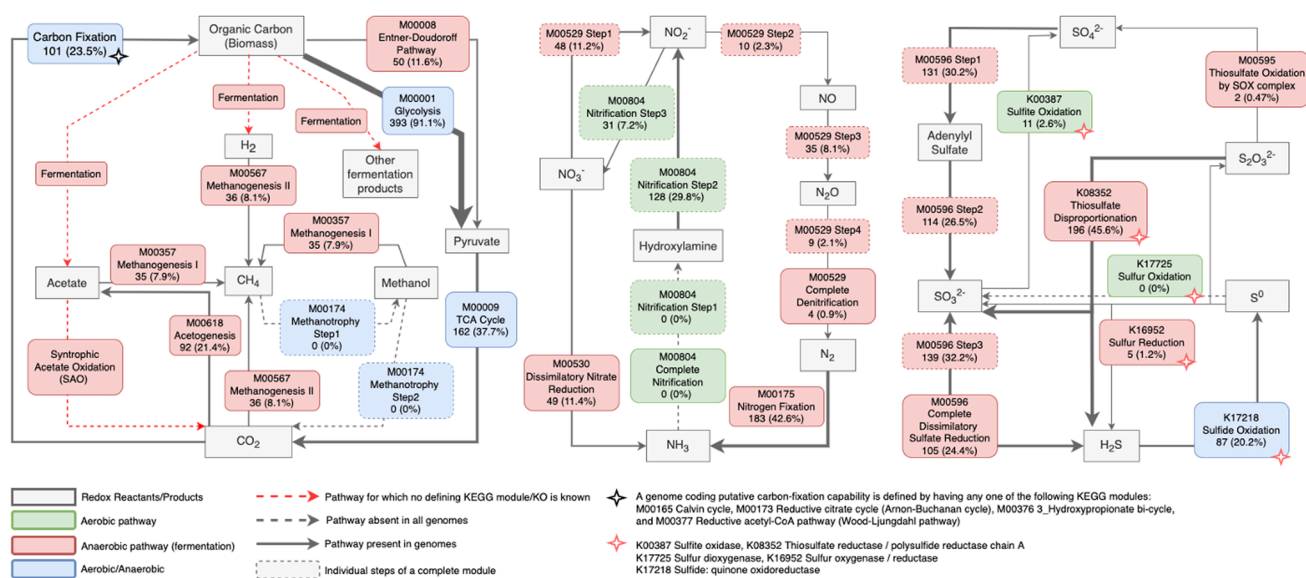 Carbon Fixation
101 (23.5%)
Organic Carbon
(Biomass)
M00008
Entner-Doudoroff
Pathway
50 (11.6%)
M00001
Glycolysis
393 (91.1%)
Fermentation
Fermentation
Fermentation
H2
Other
fermentation
products
M00567
Methanogenesis II
36 (8.1%)
M00357
Methanogenesis I
35 (7.9%)
Pyruvate
M00357
Methanogenesis I
35 (7.9%)
Acetate
CH4
Methanol
M00174
Methanotrophy
Step1
0 (0%)
M00009
TCA Cycle
162 (37.7%)
M00618
Acetogenesis
92 (21.4%)
Syntrophic
Acetate Oxidation
(SAO)
M00567
Methanogenesis II
36 (8.1%)
M00174
Methanotrophy
Step2
0 (0%)
CO2
M00529 Step1
48 (11.2%)
NO2-
M00529 Step2
10 (2.3%)
M00804
Nitrification Step3
31 (7.2%)
NO
M00529 Step3
35 (8.1%)
NO3-
M00804
Nitrification Step2
128 (29.8%)
N2O
M00529 Step4
9 (2.1%)
Hydroxylamine
M00529
Complete
Denitrification
4 (0.9%)
M00804
Nitrification Step1
0 (0%)
N2
M00804
Complete
Nitrification
0 (0%)
M00530
Dissimilatory Nitrate
Reduction
49 (11.4%)
M00175
Nitrogen Fixation
183 (42.6%)
NH3
SO42-
M00596 Step1
131 (30.2%)
M00595
Thiosulfate Oxidation
by SOX complex
2 (0.47%)
K00387
Sulfite Oxidation
11 (2.6%)
Adenylyl
Sulfate
S2O32-
K08352
Thiosulfate
Disproportionation
196 (45.6%)
M00596 Step2
114 (26.5%)
K17725
Sulfur Oxidation
0 (0%)
SO32-
S0
K16952
Sulfur Reduction
5 (1.2%)
M00596 Step3
139 (32.2%)
M00596
Complete
Dissimilatory
Sulfate Reduction
105 (24.4%)
H2S
K17218
Sulfide Oxidation
87 (20.2%)
Redox Reactants/Products
Aerobic pathway
Anaerobic pathway (fermentation)
Aerobic/Anaerobic
Pathway for which no defining KEGG module/KO is known
Pathway absent in all genomes
Pathway present in genomes
Individual steps of a complete module
A genome coding putative carbon-fixation capability is defined by having any one of the following KEGG modules:
M00165 Calvin cycle, M00173 Reductive citrate cycle (Arnon-Buchanan cycle), M00376 3_Hydroxypropionate bi-cycle,
and M00377 Reductive acetyl-CoA pathway (Wood-Ljungdahl pathway)
K00387 Sulfite oxidase, K08352 Thiosulfate reductase / polysulfide reductase chain A
K17725 Sulfur dioxygenase, K16952 Sulfur oxygenase / reductase
K17218 Sulfide: quinone oxidoreductase